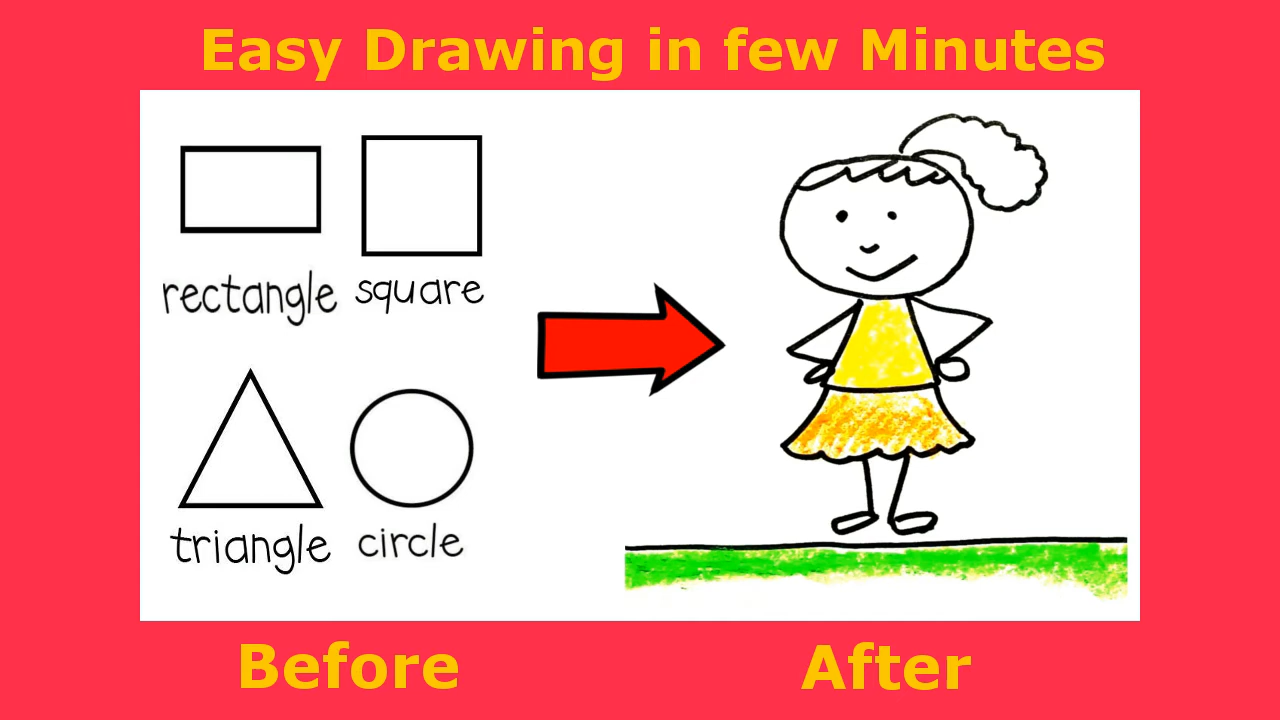 Easy Drawing in few Minutes
rectangle square
triangle circle
Before After